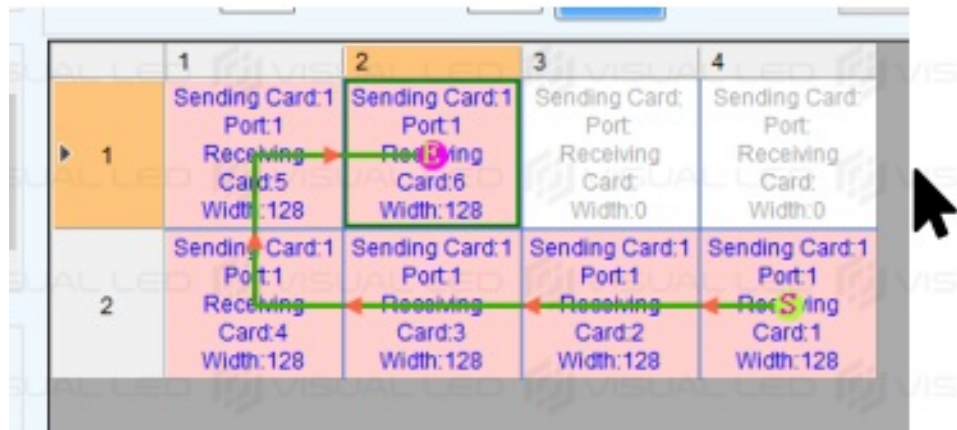 1 2 3 4
1
Sending Card:1
Port:1
Receiving
Card:5
Width:128
Sending Card:1
Port:1
Receiving
Card:6
Width:128
E
Sending Card:
Port:
Receiving
Card:
Width:0
Sending Card:
Port:
Receiving
Card:
Width:0
2
Sending Card:1
Port:1
Receiving
Card:4
Width:128
Sending Card:1
Port:1
Receiving
Card:3
Width:128
Sending Card:1
Port:1
Receiving
Card:2
Width:128
Sending Card:1
Port:1
Receiving
Card:1
Width:128
S
VISUAL LED